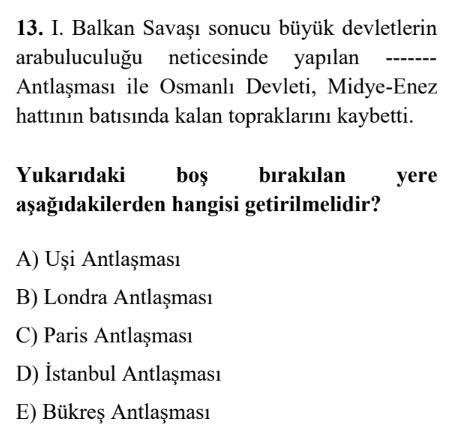 13. I. Balkan Savaşı sonucu büyük devletlerin
arabuluculuğu neticesinde yapılan -------
Antlaşması ile Osmanlı Devleti, Midye-Enez
hattının batısında kalan topraklarını kaybetti.
Yukarıdaki boş bırakılan yere
aşağıdakilerden hangisi getirilmelidir?
A) Uşi Antlaşması
B) Londra Antlaşması
C) Paris Antlaşması
D) İstanbul Antlaşması
E) Bükreş Antlaşması